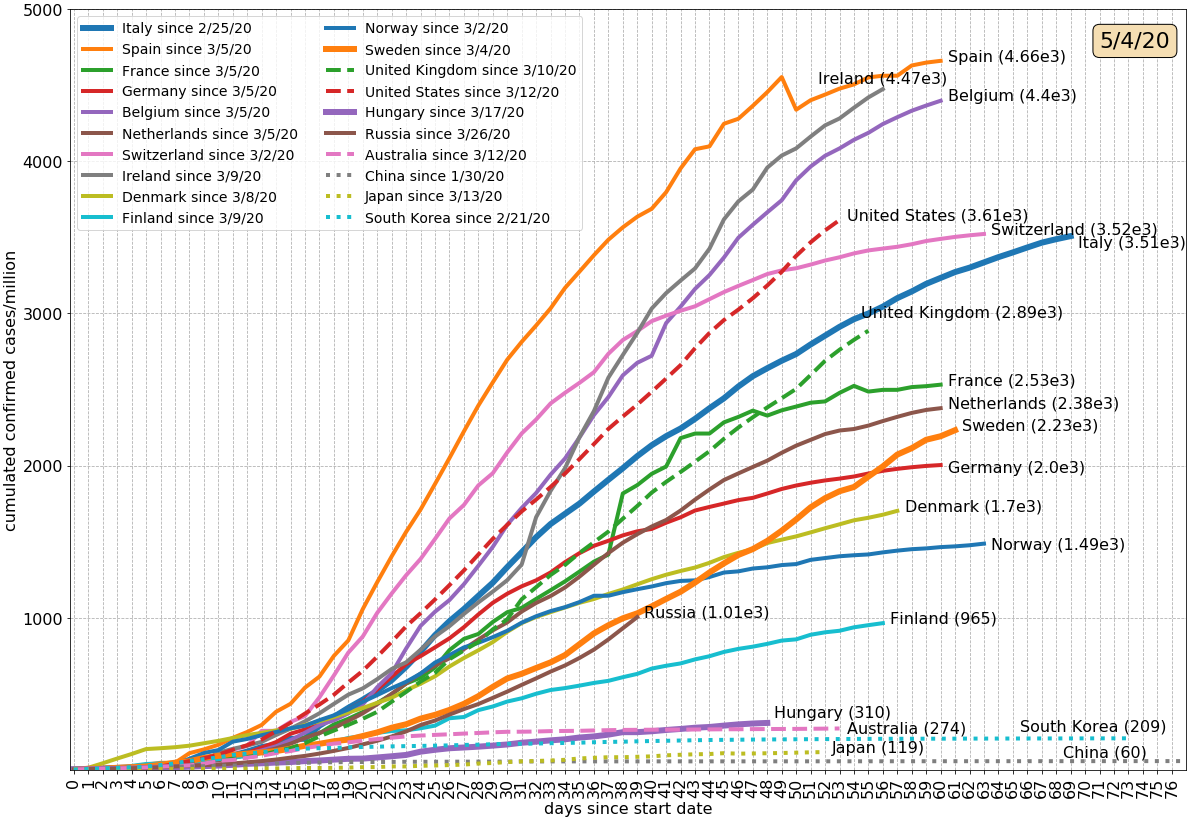 5000
4000
3000
2000
1000
cumulated confirmed cases/million
Italy since 2/25/20
Spain since 3/5/20
France since 3/5/20
Germany since 3/5/20
Belgium since 3/5/20
Netherlands since 3/5/20
Switzerland since 3/2/20
Ireland since 3/9/20
Denmark since 3/8/20
Finland since 3/9/20
Norway since 3/2/20
Sweden since 3/4/20
United Kingdom since 3/10/20
United States since 3/12/20
Hungary since 3/17/20
Russia since 3/26/20
Australia since 3/12/20
China since 1/30/20
Japan since 3/13/20
South Korea since 2/21/20
5/4/20
Spain (4.66e3)
Ireland (4.47e3)
Belgium (4.4e3)
United States (3.61e3)
Switzerland (3.52e3)
Italy (3.51e3)
United Kingdom (2.89e3)
France (2.53e3)
Netherlands (2.38e3)
Sweden (2.23e3)
Germany (2.0e3)
Denmark (1.7e3)
Norway (1.49e3)
Russia (1.01e3)
Finland (965)
Hungary (310)
Australia (274)
South Korea (209)
Japan (119)
China (60)
0 1 2 3 4 5 6 7 8 9 10 11 12 13 14 15 16 17 18 19 20 21 22 23 24 25 26 27 28 29 30 31 32 33 34 35 36 37 38 39 40 41 42 43 44 45 46 47 48 49 50 51 52 53 54 55 56 57 58 59 60 61 62 63 64 65 66 67 68 69 70 71 72 73 74 75 76
days since start date